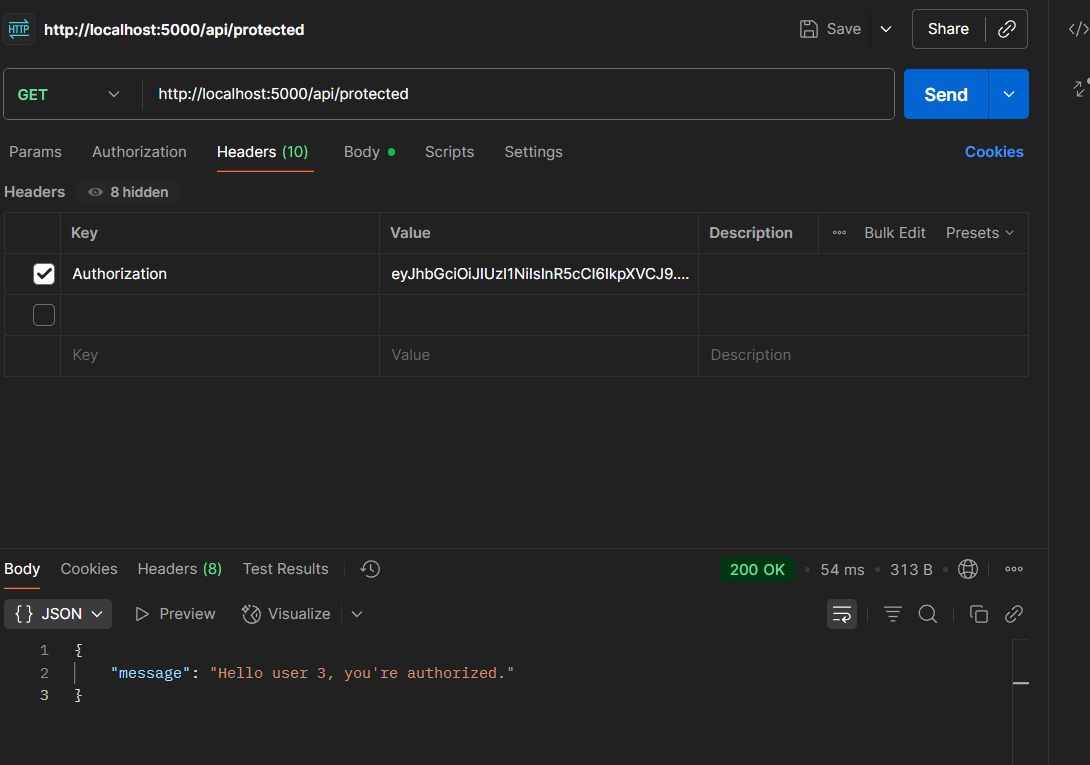 HTTP http://localhost:5000/api/protected Save Share
GET http://localhost:5000/api/protected Send
Params Authorization Headers (10) Body Scripts Settings Cookies
Headers 8 hidden
Key Value Description Bulk Edit Presets
Authorization eyJhbGciOiJIUzI1NiIsInR5cCI6IkpXVCJ9....
Key Value Description
Body Cookies Headers (8) Test Results 200 OK 54 ms 313 B
{} JSON Preview Visualize
1 {
2 "message": "Hello user 3, you're authorized."
3 }